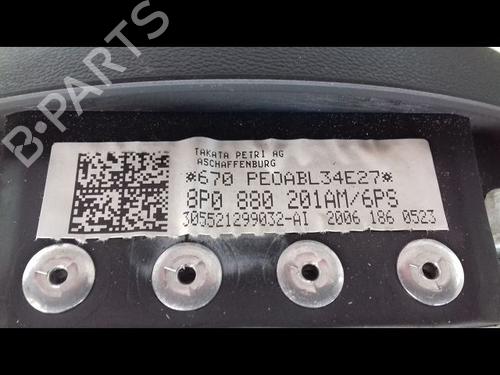 TAKATA PETRI AG
ASCHAFFENBURG
*670 PEOABL34E27*
8P0 880 201AM/6PS
305521299032-AI 2006 186 0523
B-PARTS